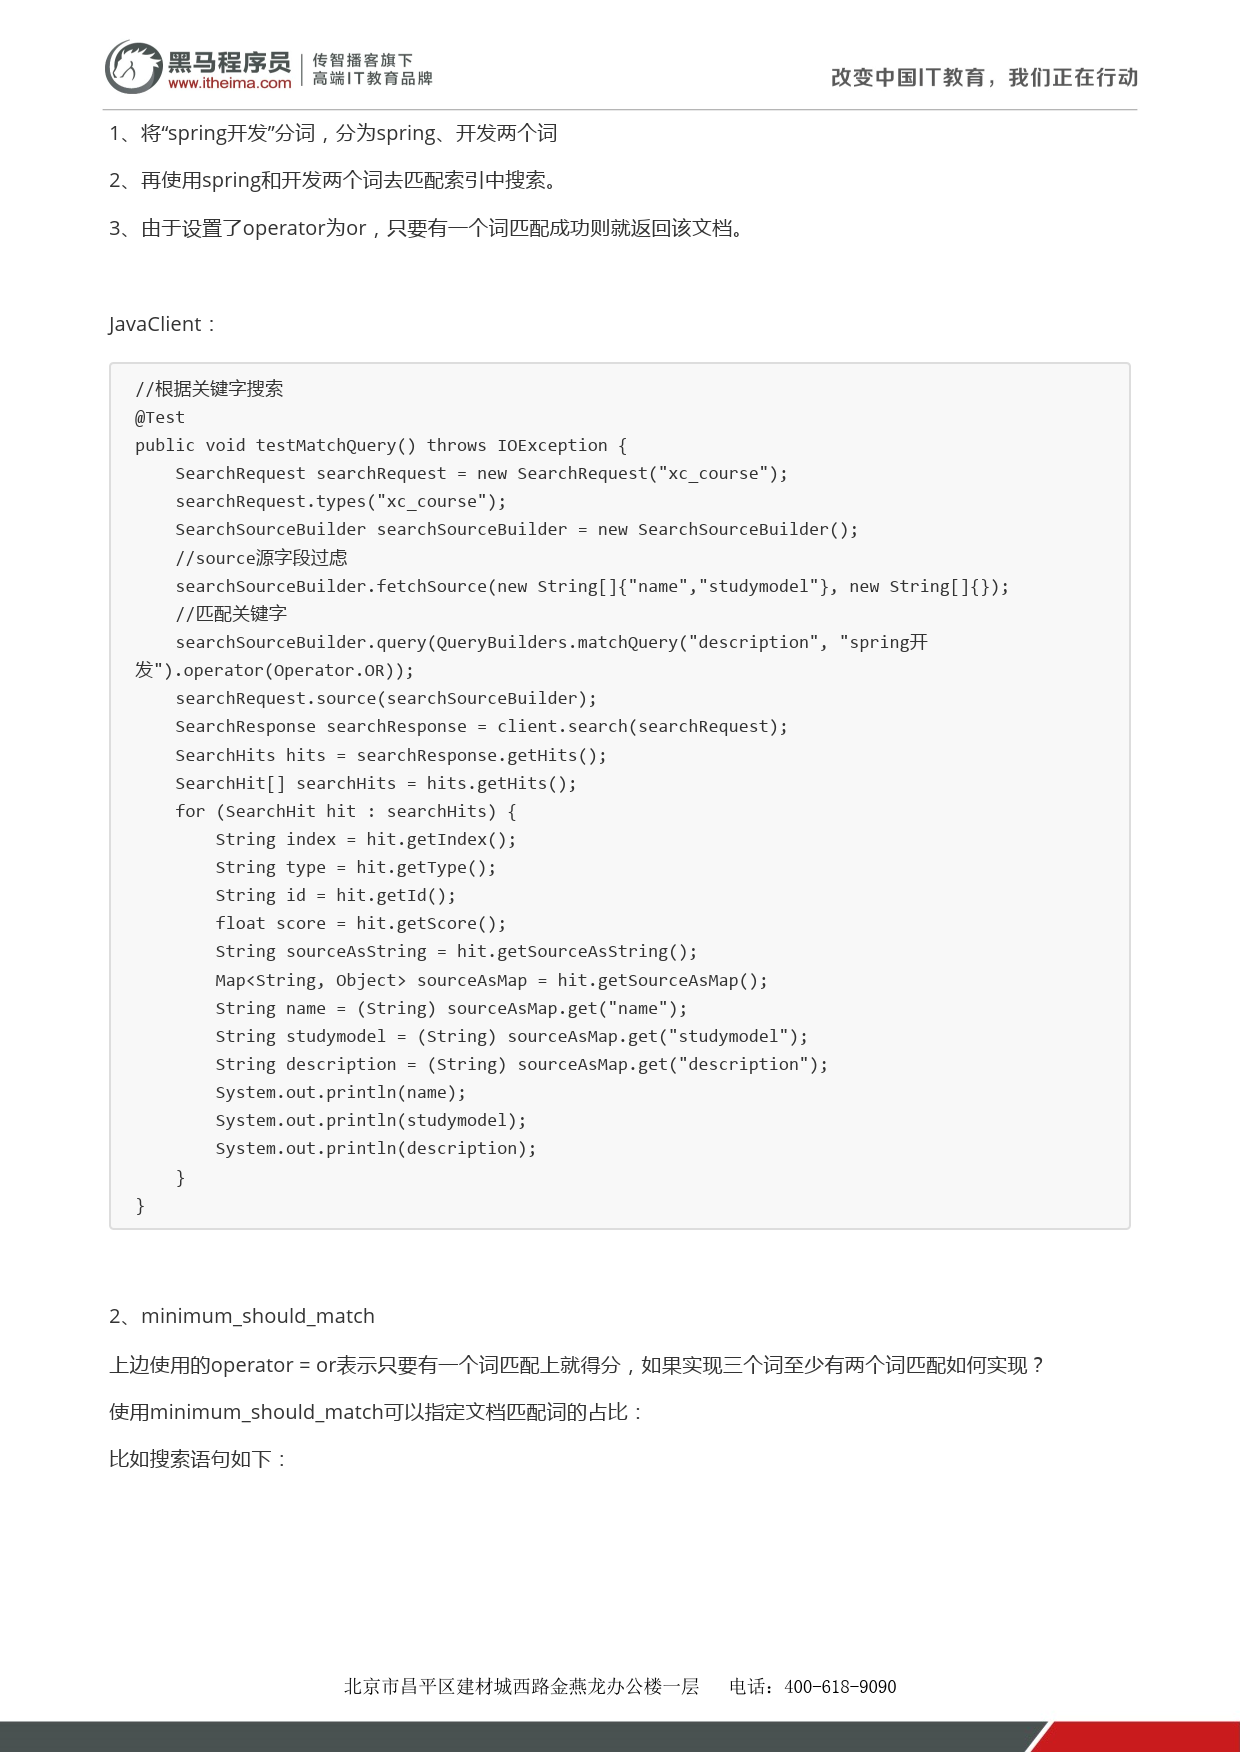 黑马程序员
www.itheima.com
传智播客旗下
高端IT教育品牌
改变中国IT教育，我们正在行动
1、将“spring开发”分词，分为spring、开发两个词
2、再使用spring和开发两个词去匹配索引中搜索。
3、由于设置了operator为or，只要有一个词匹配成功则就返回该文档。
JavaClient：
//根据关键字搜索
@Test
public void testMatchQuery() throws IOException {
    SearchRequest searchRequest = new SearchRequest("xc_course");
    searchRequest.types("xc_course");
    SearchSourceBuilder searchSourceBuilder = new SearchSourceBuilder();
    //source源字段过虑
    searchSourceBuilder.fetchSource(new String[]{"name","studymodel"}, new String[]{});
    //匹配关键字
    searchSourceBuilder.query(QueryBuilders.matchQuery("description", "spring开
发").operator(Operator.OR));
    searchRequest.source(searchSourceBuilder);
    SearchResponse searchResponse = client.search(searchRequest);
    SearchHits hits = searchResponse.getHits();
    SearchHit[] searchHits = hits.getHits();
    for (SearchHit hit : searchHits) {
        String index = hit.getIndex();
        String type = hit.getType();
        String id = hit.getId();
        float score = hit.getScore();
        String sourceAsString = hit.getSourceAsString();
        Map<String, Object> sourceAsMap = hit.getSourceAsMap();
        String name = (String) sourceAsMap.get("name");
        String studymodel = (String) sourceAsMap.get("studymodel");
        String description = (String) sourceAsMap.get("description");
        System.out.println(name);
        System.out.println(studymodel);
        System.out.println(description);
    }
}
2、minimum_should_match
上边使用的operator = or表示只要有一个词匹配上就得分，如果实现三个词至少有两个词匹配如何实现？
使用minimum_should_match可以指定文档匹配词的占比：
比如搜索语句如下：
北京市昌平区建材城西路金燕龙办公楼一层 电话：400-618-9090